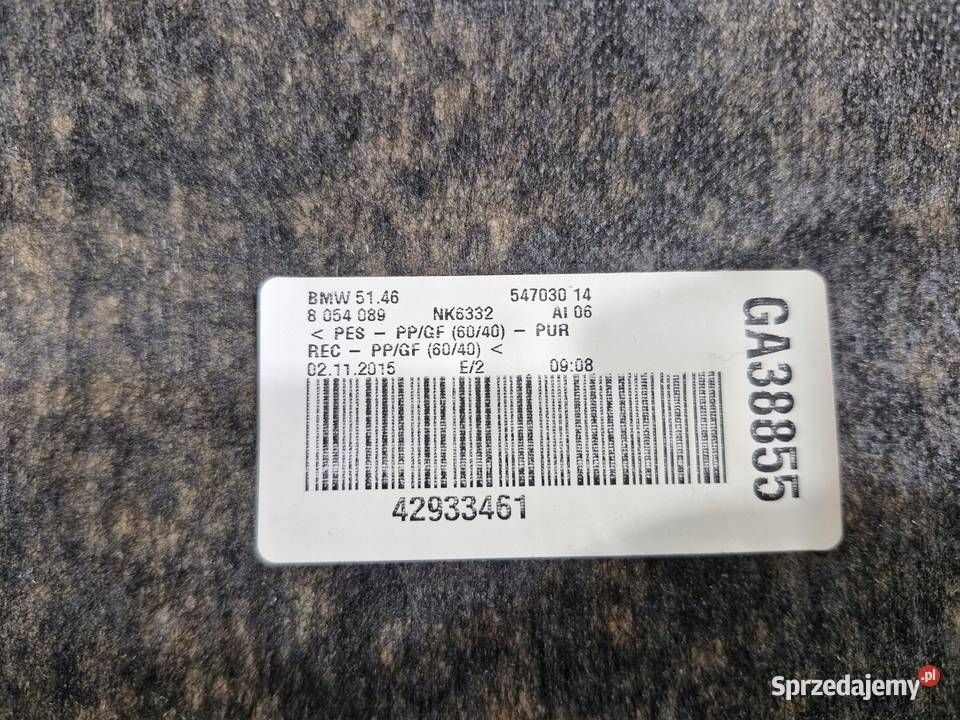 BMW 51.46 547030 14
8 054 089 NK6332 AI 06
< PES - PP/GF (60/40) - PUR
REC - PP/GF (60/40) <
02.11.2015 E/2 09:08
42933461
GA38855
Sprzedajemy.pl